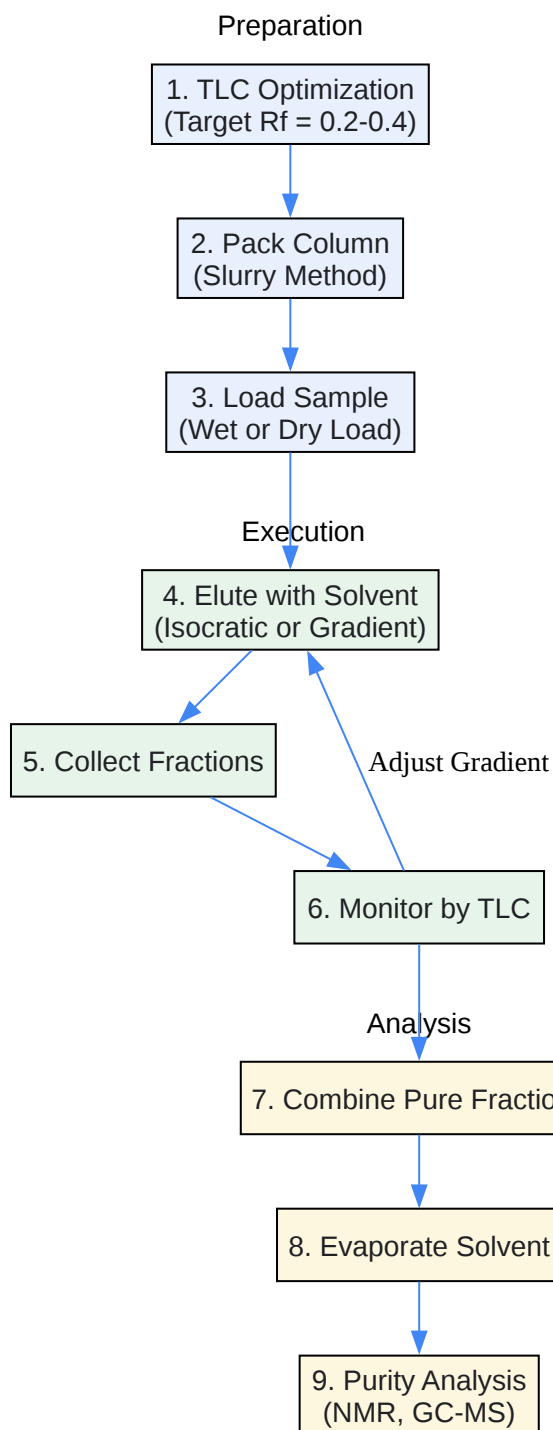 Preparation
1. TLC Optimization
(Target Rf = 0.2-0.4)
2. Pack Column
(Slurry Method)
3. Load Sample
(Wet or Dry Load)
Execution
4. Elute with Solvent
(Isocratic or Gradient)
5. Collect Fractions
Adjust Gradient
6. Monitor by TLC
Analysis
7. Combine Pure Fractio
8. Evaporate Solvent
9. Purity Analysis
(NMR, GC-MS)